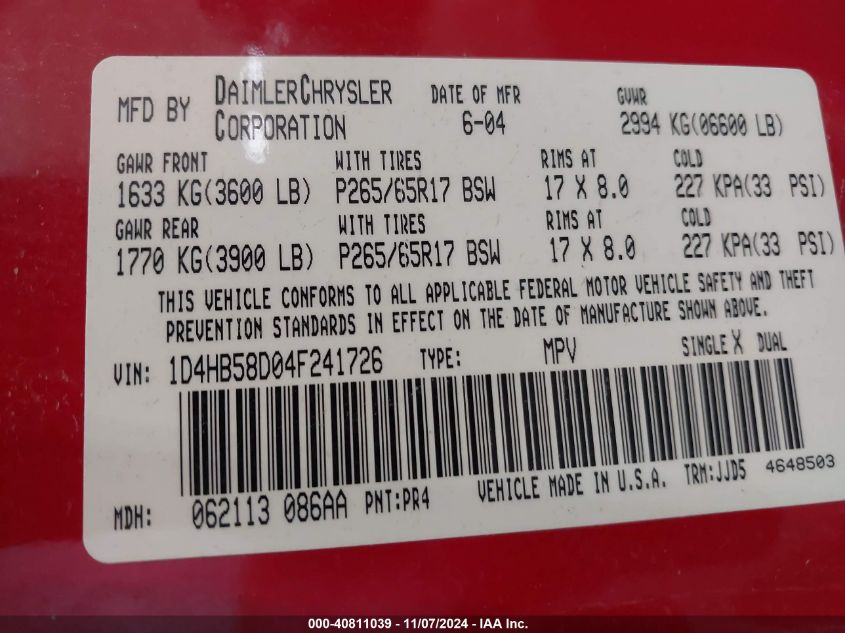 MFD BY DAIMLERCHRYSLER CORPORATION DATE OF MFR 6-04 GVWR 2994 KG(06600 LB)
GAWR FRONT WITH TIRES RIMS AT COLD
1633 KG(3600 LB) P265/65R17 BSW 17 X 8.0 227 KPA(33 PSI)
GAWR REAR WITH TIRES RIMS AT COLD
1770 KG(3900 LB) P265/65R17 BSW 17 X 8.0 227 KPA(33 PSI)
THIS VEHICLE CONFORMS TO ALL APPLICABLE FEDERAL MOTOR VEHICLE SAFETY AND THEFT
PREVENTION STANDARDS IN EFFECT ON THE DATE OF MANUFACTURE SHOWN ABOVE.
VIN: 1D4HB58D04F241726 TYPE: MPV SINGLE X DUAL
MDH: 062113 086AA PNT:PR4 VEHICLE MADE IN U.S.A. TRM:JJD5 4648503
000-40811039 - 11/07/2024 - IAA Inc.